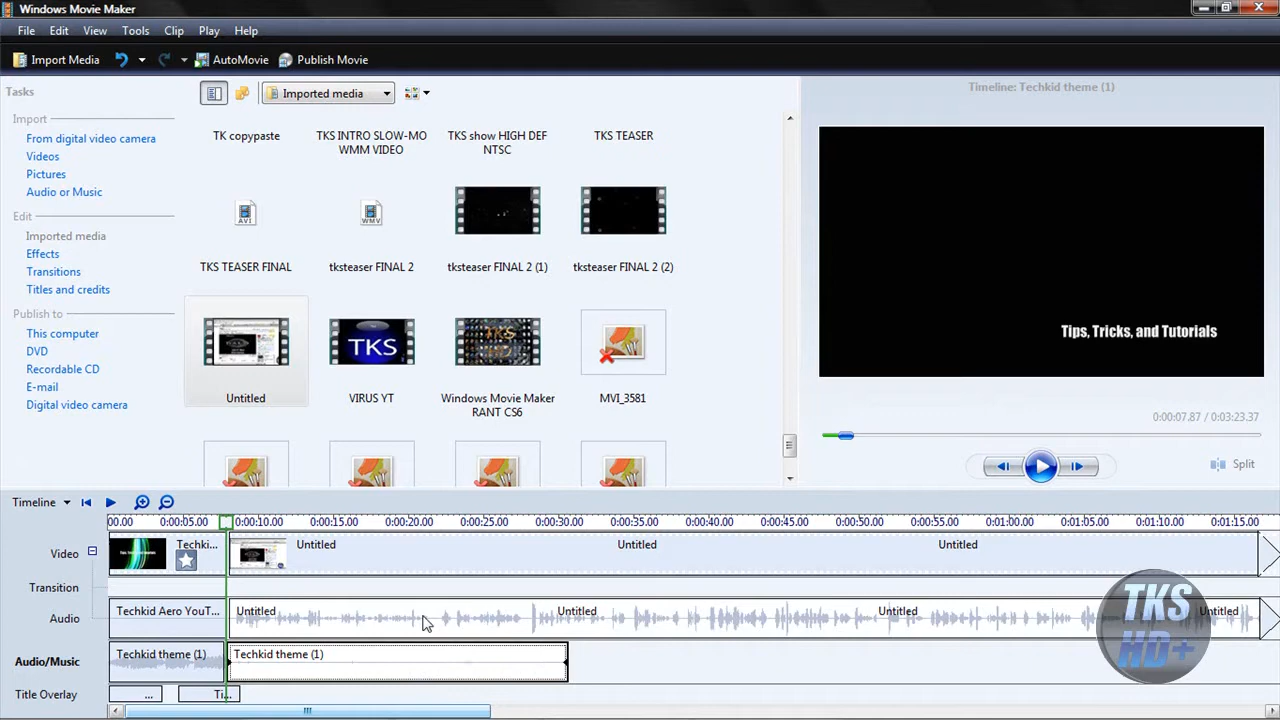 Windows Movie Maker
File Edit View Tools Clip Play Help
Import Media AutoMovie Publish Movie
Tasks
Import
From digital video camera
Videos
Pictures
Audio or Music
Edit
Imported media
Effects
Transitions
Titles and credits
Publish to
This computer
DVD
Recordable CD
E-mail
Digital video camera
Imported media
TK copypaste
TKS INTRO SLOW-MO
WMM VIDEO
TKS show HIGH DEF
NTSC
TKS TEASER
AVI
WMV
TKS TEASER FINAL
tksteaser FINAL 2
tksteaser FINAL 2 (1)
tksteaser FINAL 2 (2)
TKS
TKS
HD
Untitled
VIRUS YT
Windows Movie Maker
RANT CS6
MVI_3581
Timeline: Techkid theme (1)
Tips, Tricks, and Tutorials
0:00:07.87 / 0:03:23.37
Split
Timeline
00.00 0:00:05.00 0:00:10.00 0:00:15.00 0:00:20.00 0:00:25.00 0:00:30.00 0:00:35.00 0:00:40.00 0:00:45.00 0:00:50.00 0:00:55.00 0:01:00.00 0:01:05.00 0:01:10.00 0:01:15.00
Video Techki... Untitled Untitled Untitled
Transition
Audio Techkid Aero YouT... Untitled Untitled Untitled Untitled
Audio/Music Techkid theme (1) Techkid theme (1)
Title Overlay ... Ti...
TKS
HD+